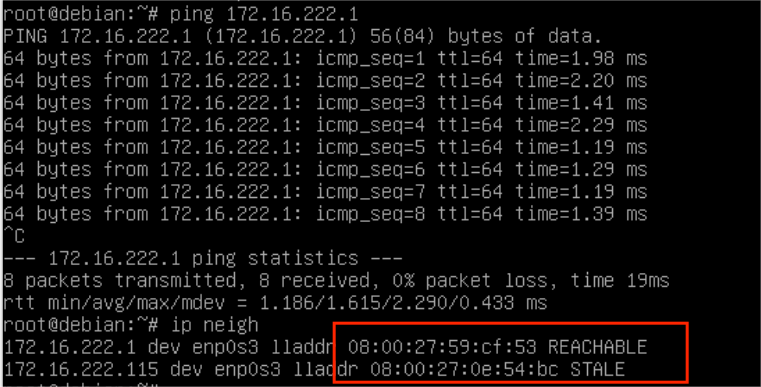 root@debian:~# ping 172.16.222.1
PING 172.16.222.1 (172.16.222.1) 56(84) bytes of data.
64 bytes from 172.16.222.1: icmp_seq=1 ttl=64 time=1.98 ms
64 bytes from 172.16.222.1: icmp_seq=2 ttl=64 time=2.20 ms
64 bytes from 172.16.222.1: icmp_seq=3 ttl=64 time=1.41 ms
64 bytes from 172.16.222.1: icmp_seq=4 ttl=64 time=2.29 ms
64 bytes from 172.16.222.1: icmp_seq=5 ttl=64 time=1.19 ms
64 bytes from 172.16.222.1: icmp_seq=6 ttl=64 time=1.29 ms
64 bytes from 172.16.222.1: icmp_seq=7 ttl=64 time=1.19 ms
64 bytes from 172.16.222.1: icmp_seq=8 ttl=64 time=1.39 ms
^C
--- 172.16.222.1 ping statistics ---
8 packets transmitted, 8 received, 0% packet loss, time 19ms
rtt min/avg/max/mdev = 1.186/1.615/2.290/0.433 ms
root@debian:~# ip neigh
172.16.222.1 dev enp0s3 lladdr 08:00:27:59:cf:53 REACHABLE
172.16.222.115 dev enp0s3 lladdr 08:00:27:0e:54:bc STALE